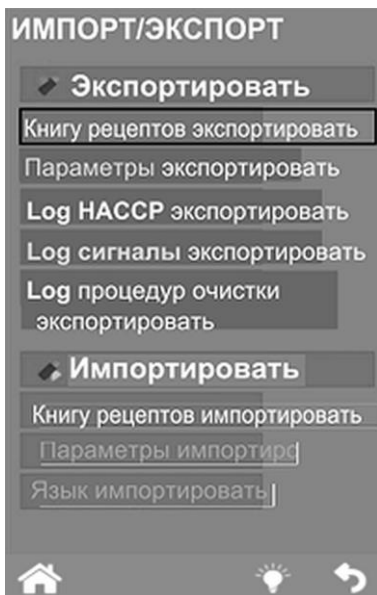 ИМПОРТ/ЭКСПОРТ
Экспортировать
Книгу рецептов экспортировать
Параметры экспортировать
Log HACCP экспортировать
Log сигналы экспортировать
Log процедур очистки
экспортировать
Импортировать
Книгу рецептов импортировать
Параметры импортиро
Язык импортировать